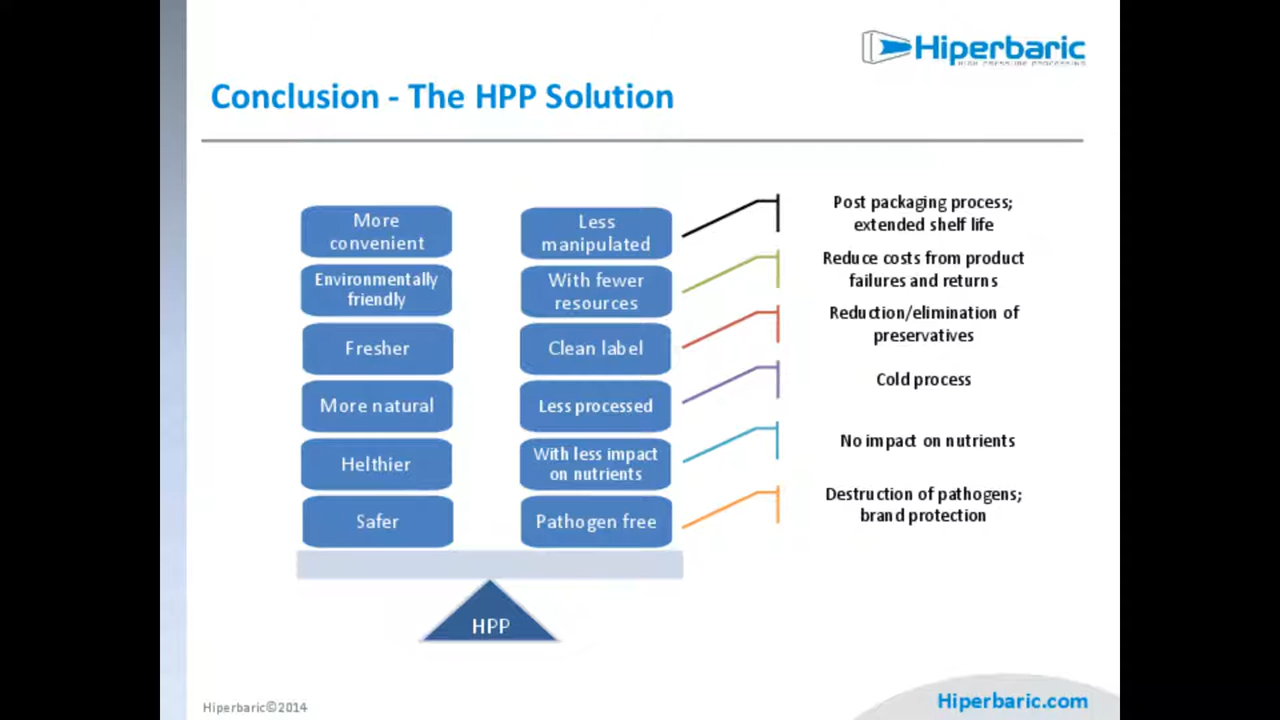 Hiperbaric
HIGH PRESSURE PROCESSING
Conclusion - The HPP Solution
More
convenient
Less
manipulated
Post packaging process;
extended shelf life
Environmentally
friendly
With fewer
resources
Reduce costs from product
failures and returns
Fresher
Clean label
Reduction/elimination of
preservatives
More natural
Less processed
Cold process
Helthier
With less impact
on nutrients
No impact on nutrients
Safer
Pathogen free
Destruction of pathogens;
brand protection
HPP
Hiperbaric©2014
Hiperbaric.com